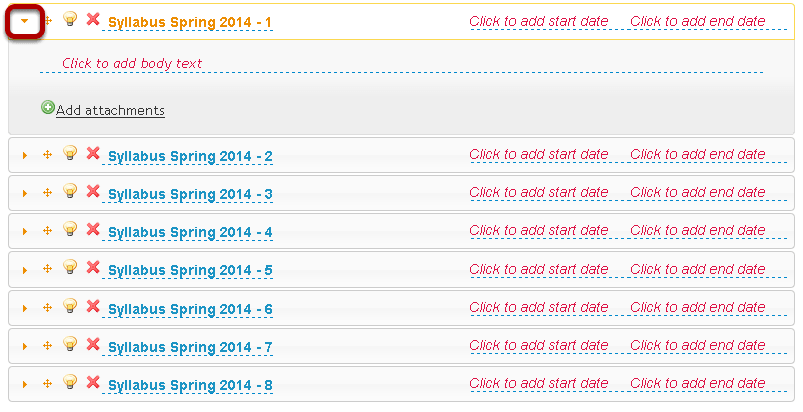 Syllabus Spring 2014 - 1 Click to add start date Click to add end date
Click to add body text
Add attachments
Syllabus Spring 2014 - 2 Click to add start date Click to add end date
Syllabus Spring 2014 - 3 Click to add start date Click to add end date
Syllabus Spring 2014 - 4 Click to add start date Click to add end date
Syllabus Spring 2014 - 5 Click to add start date Click to add end date
Syllabus Spring 2014 - 6 Click to add start date Click to add end date
Syllabus Spring 2014 - 7 Click to add start date Click to add end date
Syllabus Spring 2014 - 8 Click to add start date Click to add end date